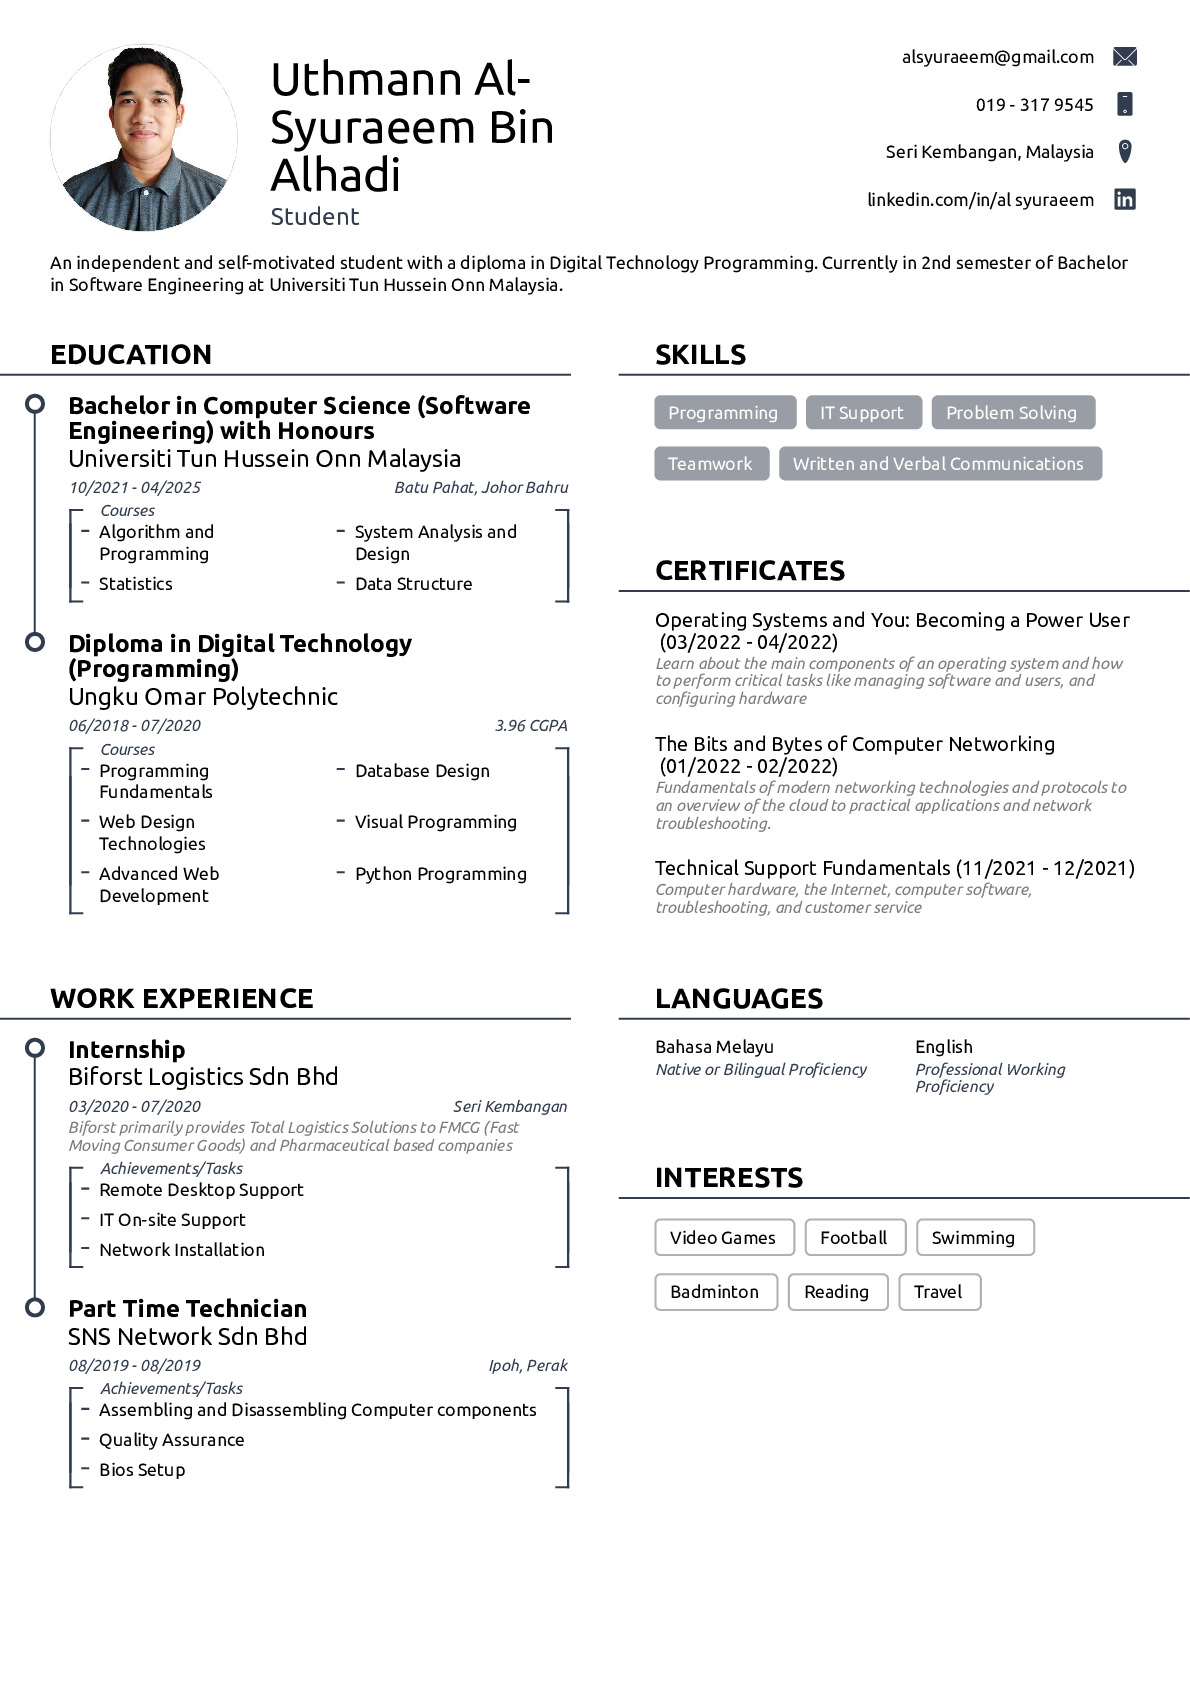 Uthmann Al-
Syuraeem Bin
Alhadi
Student
alsyuraeem@gmail.com
019 - 317 9545
Seri Kembangan, Malaysia
linkedin.com/in/al syuraeem
in
An independent and self-motivated student with a diploma in Digital Technology Programming. Currently in 2nd semester of Bachelor
in Software Engineering at Universiti Tun Hussein Onn Malaysia.
EDUCATION
Bachelor in Computer Science (Software
Engineering) with Honours
Universiti Tun Hussein Onn Malaysia
10/2021 - 04/2025 Batu Pahat, Johor Bahru
Courses
- Algorithm and
Programming
- System Analysis and
Design
- Statistics
- Data Structure
Diploma in Digital Technology
(Programming)
Ungku Omar Polytechnic
06/2018 - 07/2020 3.96 CGPA
Courses
- Programming
Fundamentals
- Database Design
- Web Design
Technologies
- Visual Programming
- Advanced Web
Development
- Python Programming
WORK EXPERIENCE
Internship
Biforst Logistics Sdn Bhd
03/2020 - 07/2020 Seri Kembangan
Biforst primarily provides Total Logistics Solutions to FMCG (Fast
Moving Consumer Goods) and Pharmaceutical based companies
Achievements/Tasks
- Remote Desktop Support
- IT On-site Support
- Network Installation
Part Time Technician
SNS Network Sdn Bhd
08/2019 - 08/2019 Ipoh, Perak
Achievements/Tasks
- Assembling and Disassembling Computer components
- Quality Assurance
- Bios Setup
SKILLS
Programming IT Support Problem Solving
Teamwork Written and Verbal Communications
CERTIFICATES
Operating Systems and You: Becoming a Power User
(03/2022 - 04/2022)
Learn about the main components of an operating system and how
to perform critical tasks like managing software and users, and
configuring hardware
The Bits and Bytes of Computer Networking
(01/2022 - 02/2022)
Fundamentals of modern networking technologies and protocols to
an overview of the cloud to practical applications and network
troubleshooting.
Technical Support Fundamentals (11/2021 - 12/2021)
Computer hardware, the Internet, computer software,
troubleshooting, and customer service
LANGUAGES
Bahasa Melayu
Native or Bilingual Proficiency
English
Professional Working
Proficiency
INTERESTS
Video Games Football Swimming
Badminton Reading Travel